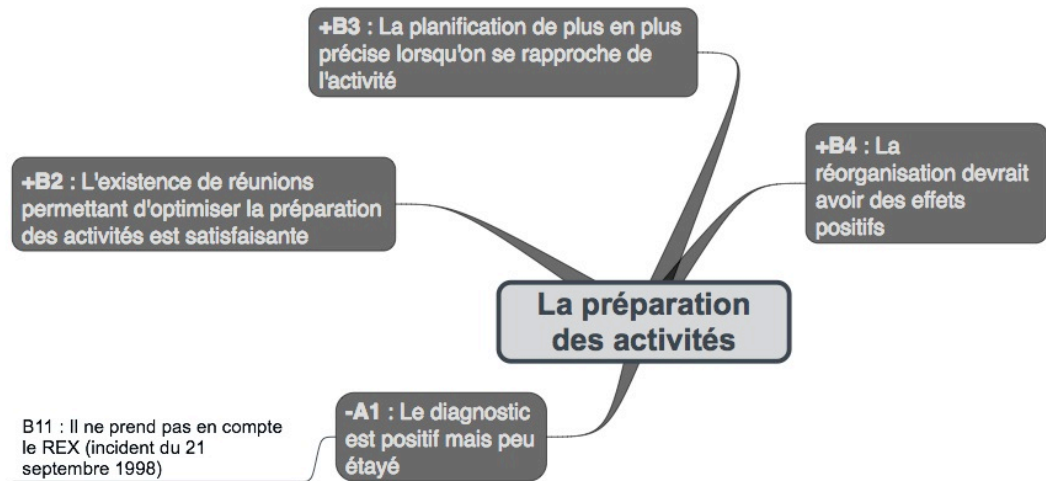 +B3 : La planification de plus en plus
précise lorsqu'on se rapproche de
l'activité
+B4 : La
réorganisation devrait
avoir des effets
positifs
+B2 : L'existence de réunions
permettant d'optimiser la préparation
des activités est satisfaisante
La préparation
des activités
-A1 : Le diagnostic
est positif mais peu
étayé
B11 : Il ne prend pas en compte
le REX (incident du 21
septembre 1998)